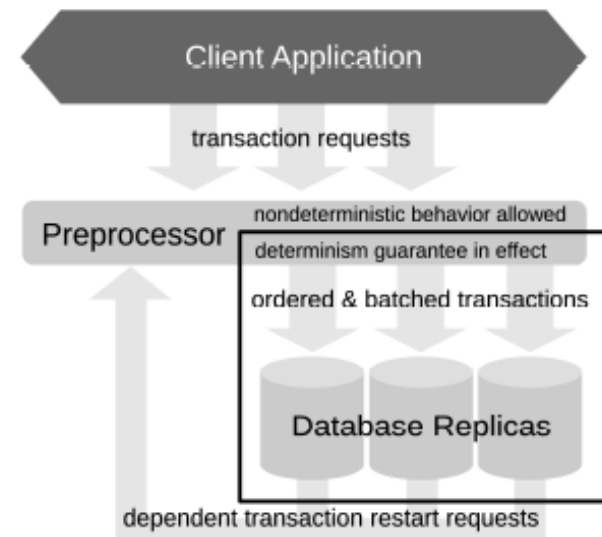 Client Application
transaction requests
nondeterministic behavior allowed
Preprocessor
determinism guarantee in effect
ordered & batched transactions
Database Replicas
dependent transaction restart requests